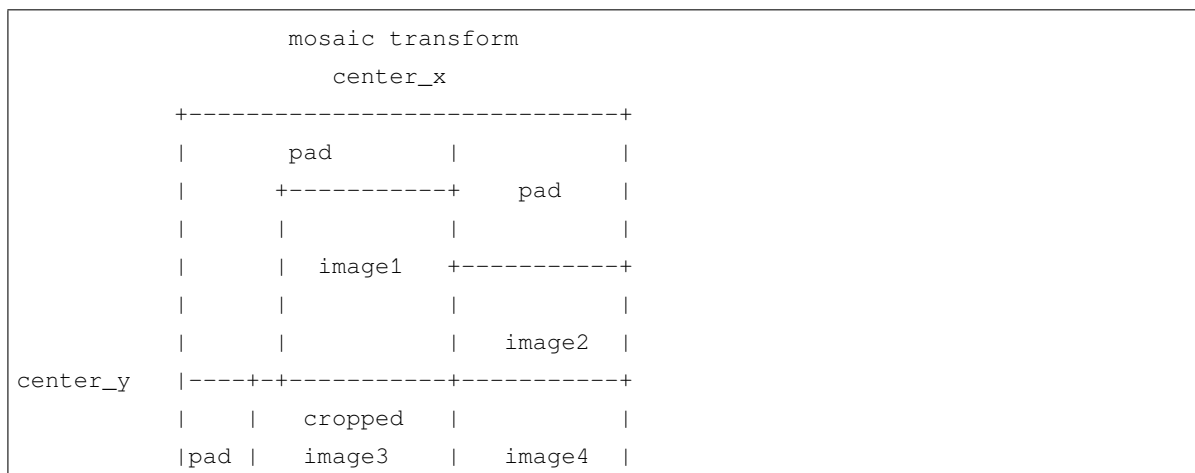 mosaic transform
center_x
+------------------------------+
| pad | |
| +-----------+ pad |
| | | |
| | image1 +-----------+
| | | |
| | | image2 |
center_y |----+-+-----------+-----------+
| | cropped | |
|pad | image3 | image4 |